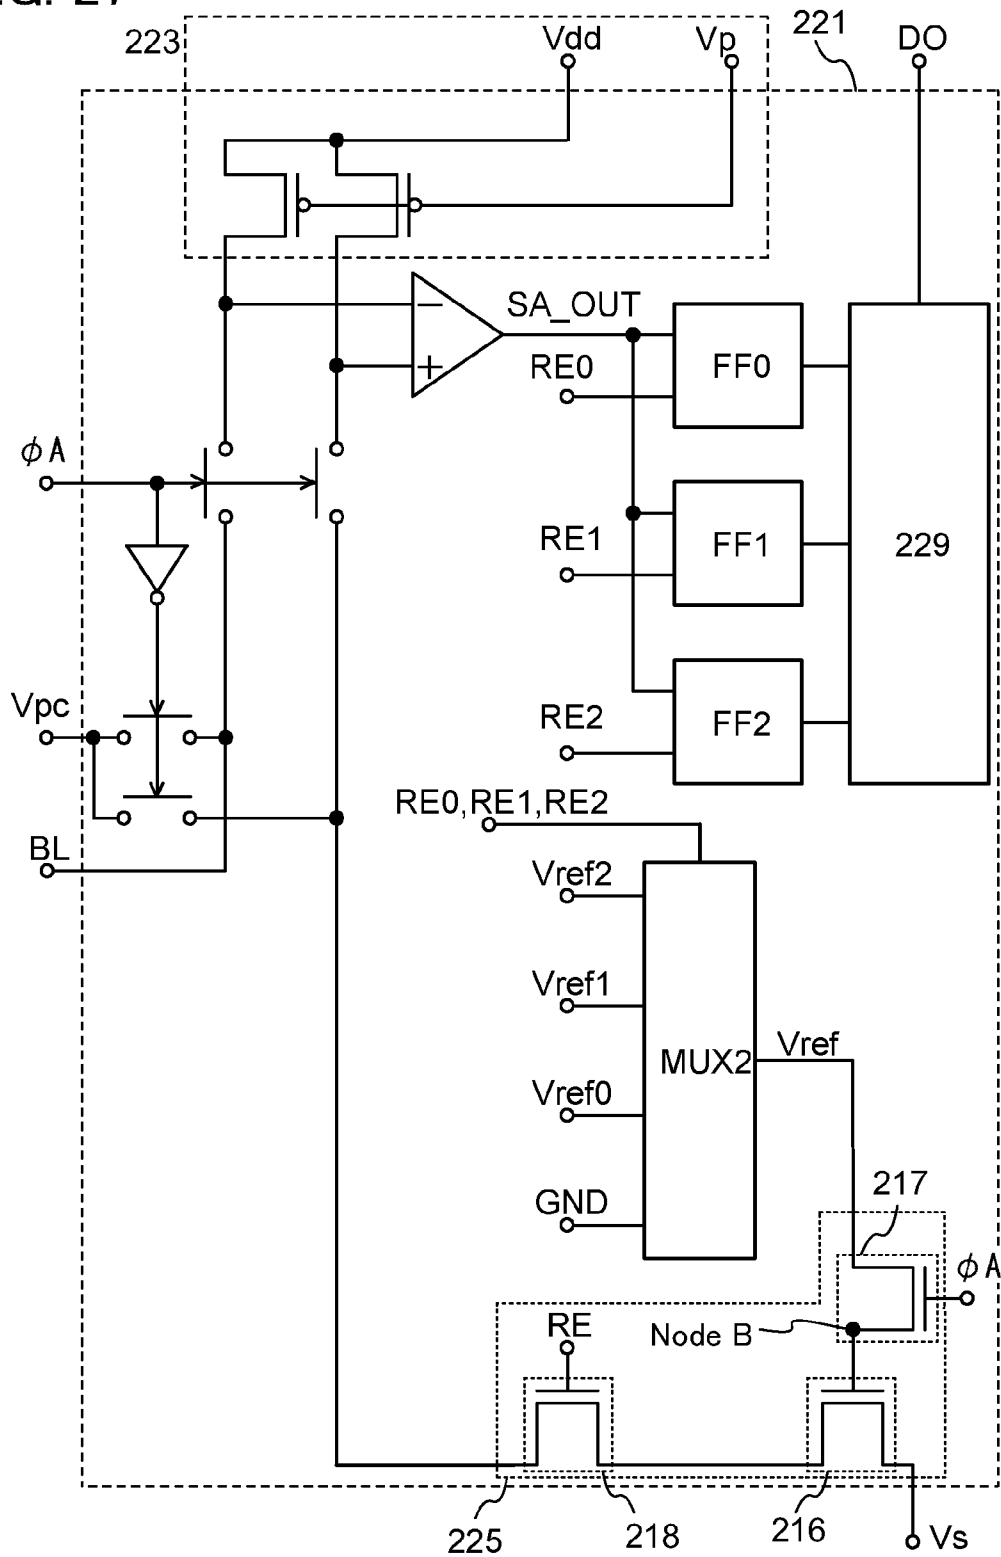 223
Vdd
Vp
221
DO
SA_OUT
RE0
FF0
ϕA
RE1
FF1
229
Vpc
RE2
FF2
RE0,RE1,RE2
BL
Vref2
Vref1
MUX2
Vref
Vref0
GND
217
ϕA
RE
Node B
225
218
216
Vs